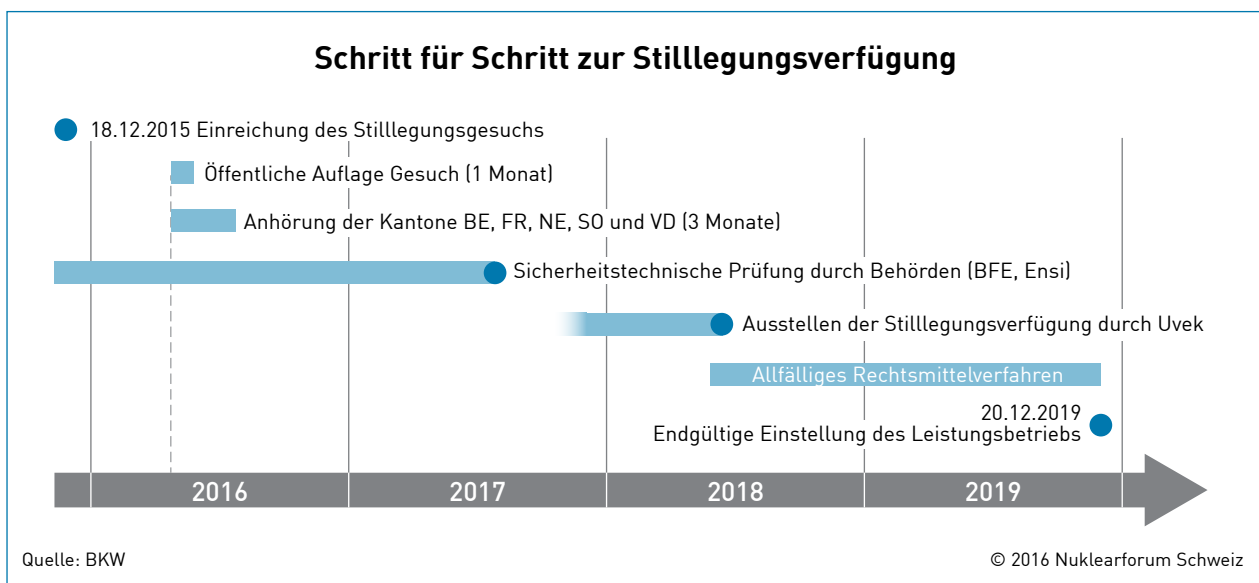 Schritt für Schritt zur Stilllegungsverfügung
18.12.2015 Einreichung des Stilllegungsgesuchs
Öffentliche Auflage Gesuch (1 Monat)
Anhörung der Kantone BE, FR, NE, SO und VD (3 Monate)
Sicherheitstechnische Prüfung durch Behörden (BFE, Ensi)
Ausstellen der Stilllegungsverfügung durch Uvek
Allfälliges Rechtsmittelverfahren
20.12.2019
Endgültige Einstellung des Leistungsbetriebs
2016 2017 2018 2019
Quelle: BKW © 2016 Nuklearforum Schweiz